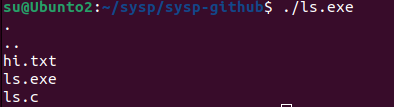 su@Ubunto2:~/sysp/sysp-github$ ./ls.exe
.
..
hi.txt
ls.exe
ls.c